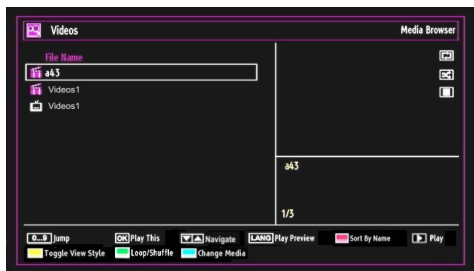 Videos Media Browser
File Name
a43
Videos1
Videos1
a43
1/3
0...9 Jump OK Play This Navigate LANG Play Preview Sort By Name Play
Toggle View Style Loop/Shuffle Change Media